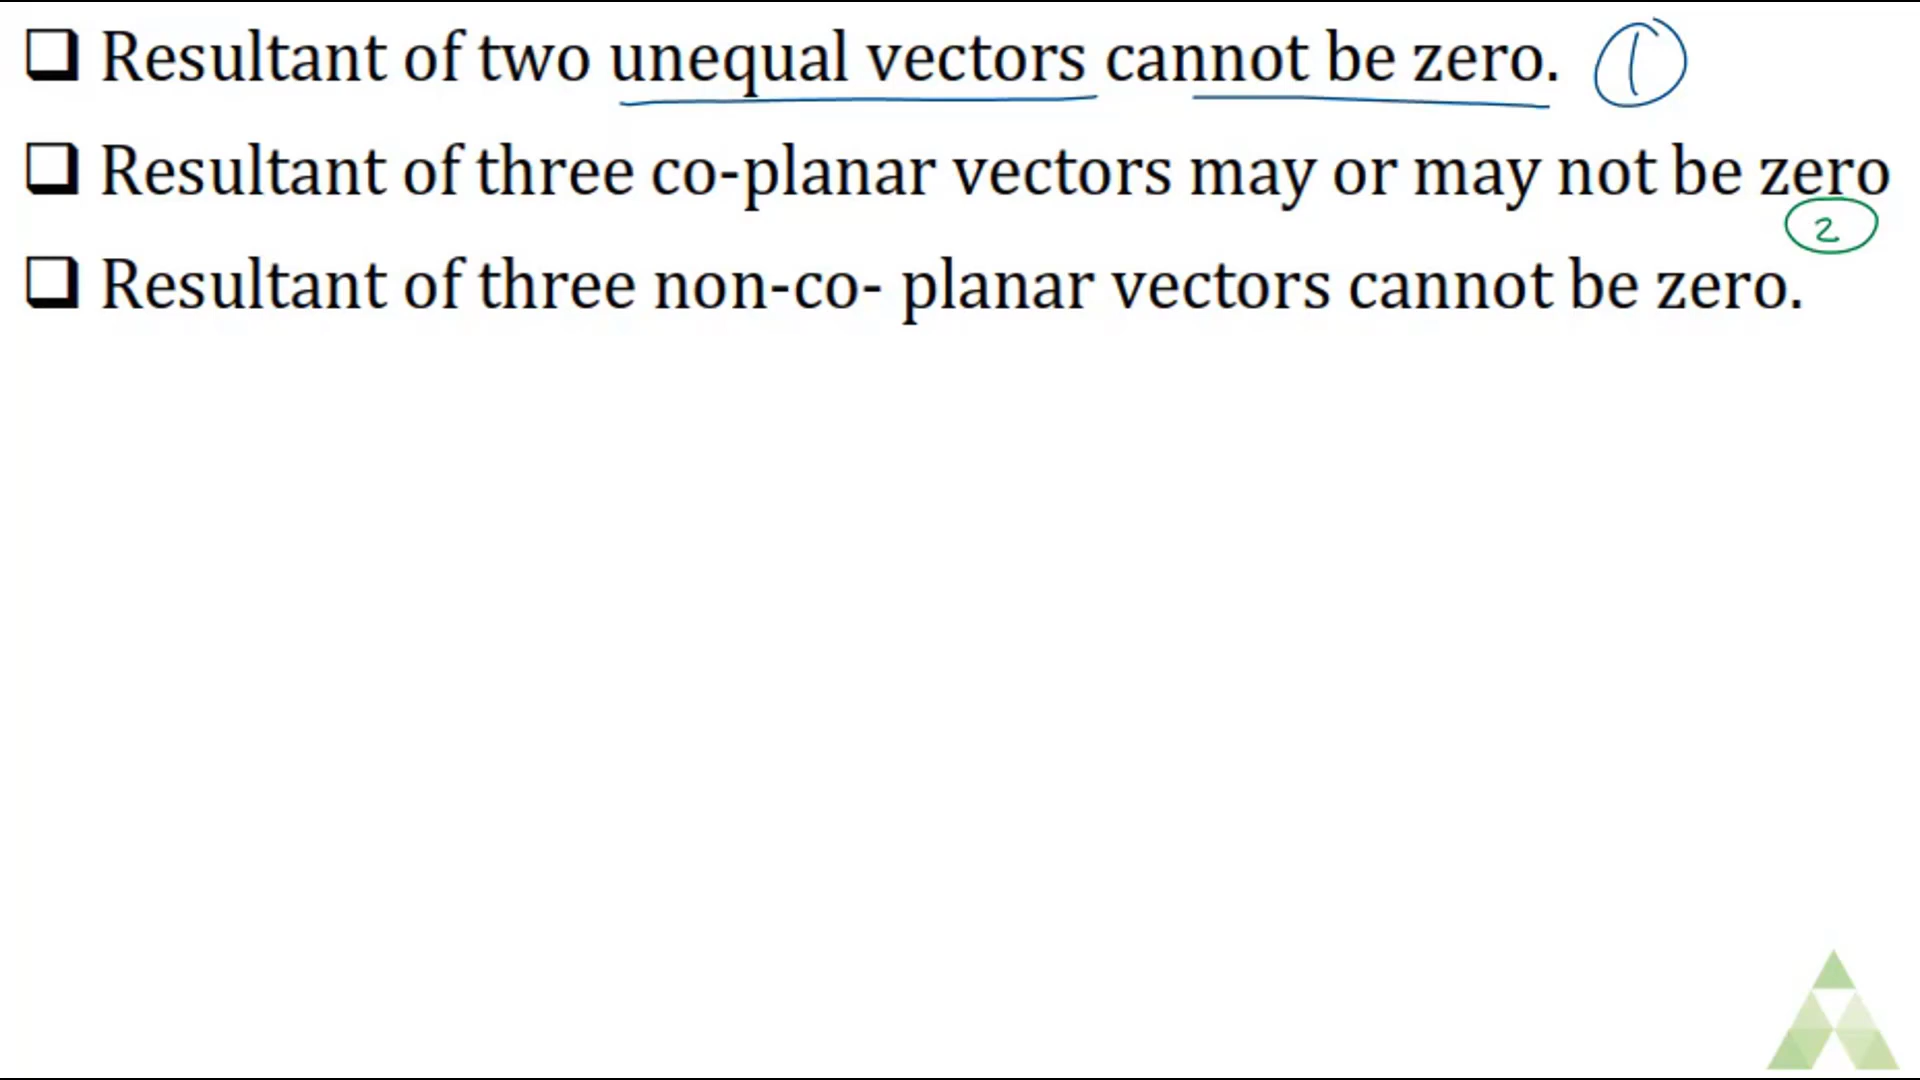 ❑ Resultant of two unequal vectors cannot be zero. ①
❑ Resultant of three co-planar vectors may or may not be zero
②
❑ Resultant of three non-co- planar vectors cannot be zero.